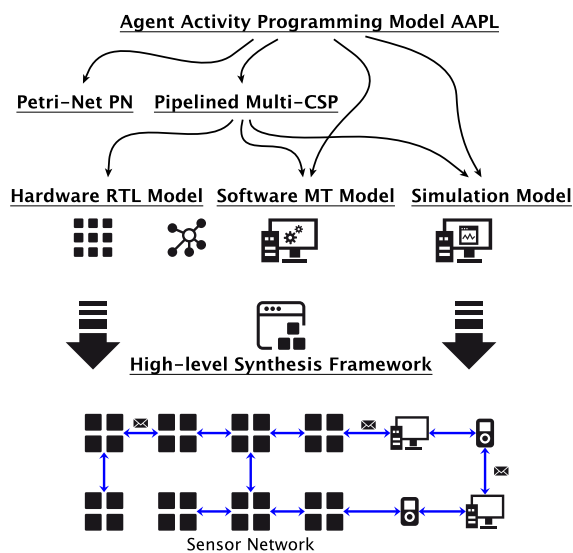 Agent Activity Programming Model AAPL
Petri-Net PN
Pipelined Multi-CSP
Hardware RTL Model
Software MT Model
Simulation Model
High-level Synthesis Framework
Sensor Network